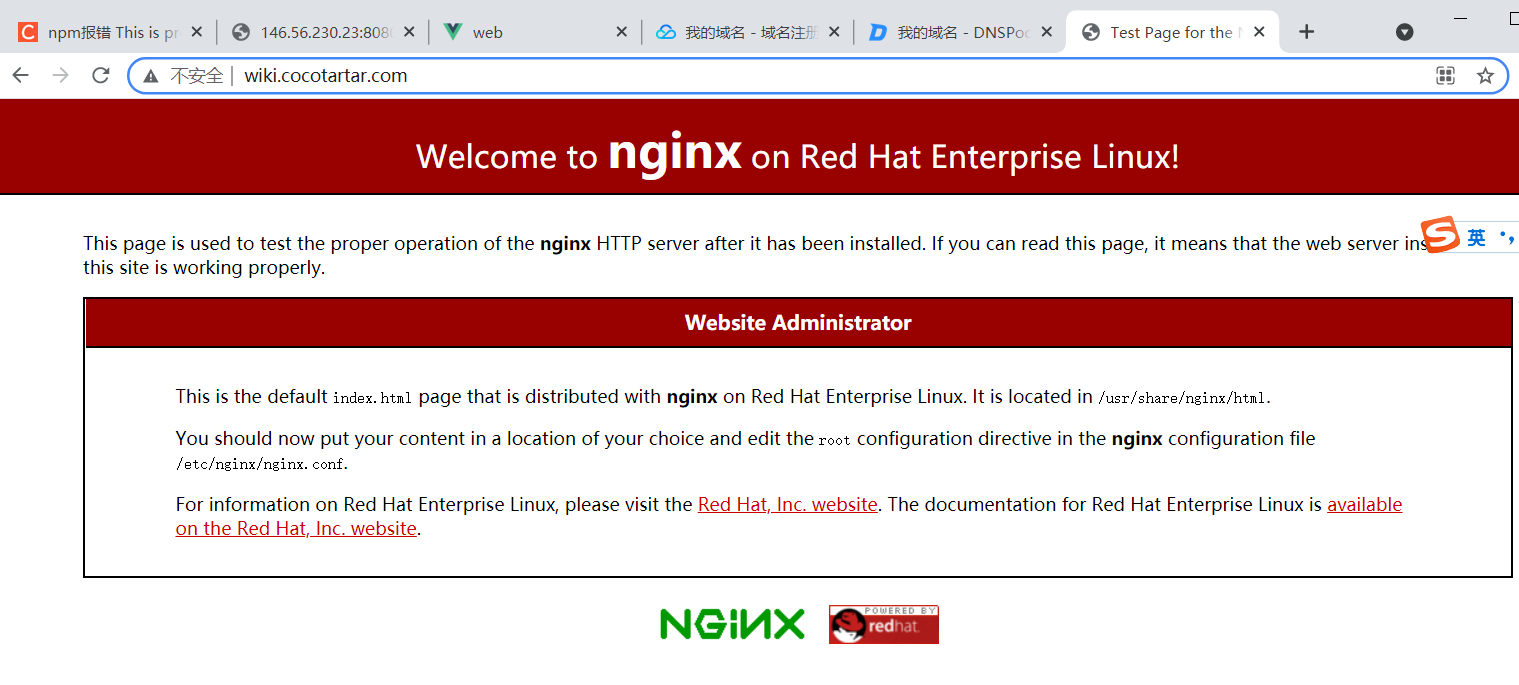 npm报错 This is pr
146.56.230.23:808
web
我的域名 - 域名注册
我的域名 - DNSPo
Test Page for the
不安全 | wiki.cocotartar.com
Welcome to nginx on Red Hat Enterprise Linux!
This page is used to test the proper operation of the nginx HTTP server after it has been installed. If you can read this page, it means that the web server ins
this site is working properly.
英
Website Administrator
This is the default index.html page that is distributed with nginx on Red Hat Enterprise Linux. It is located in /usr/share/nginx/html.
You should now put your content in a location of your choice and edit the root configuration directive in the nginx configuration file
/etc/nginx/nginx.conf.
For information on Red Hat Enterprise Linux, please visit the Red Hat, Inc. website. The documentation for Red Hat Enterprise Linux is available
on the Red Hat, Inc. website.
NGINX
POWERED BY
redhat